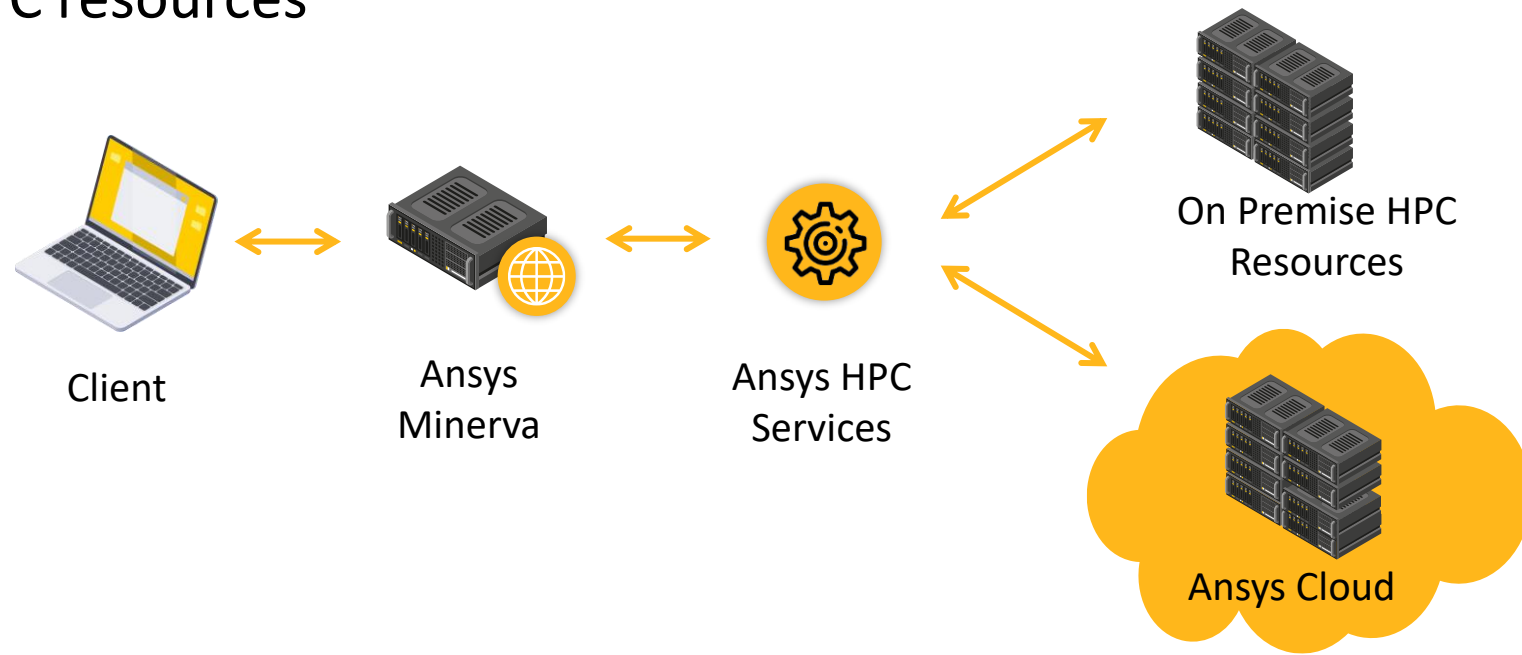 C resources
Client
Ansys
Minerva
Ansys HPC
Services
On Premise HPC
Resources
Ansys Cloud